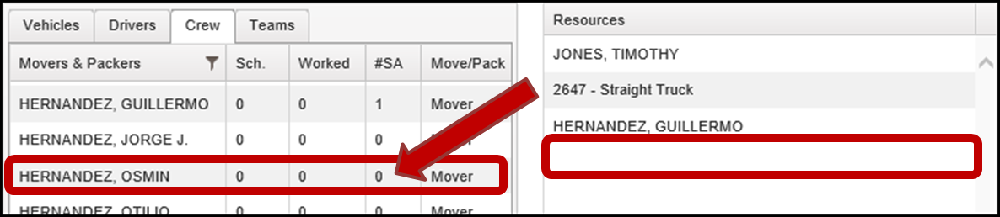 Vehicles Drivers Crew Teams
Movers & Packers Sch. Worked #SA Move/Pack
HERNANDEZ, GUILLERMO 0 0 1 Mover
HERNANDEZ, JORGE J. 0 0 0
HERNANDEZ, OSMIN 0 0 0 Mover
HERNANDEZ, OTILIO 0 0 0 Mover
Resources
JONES, TIMOTHY
2647 - Straight Truck
HERNANDEZ, GUILLERMO